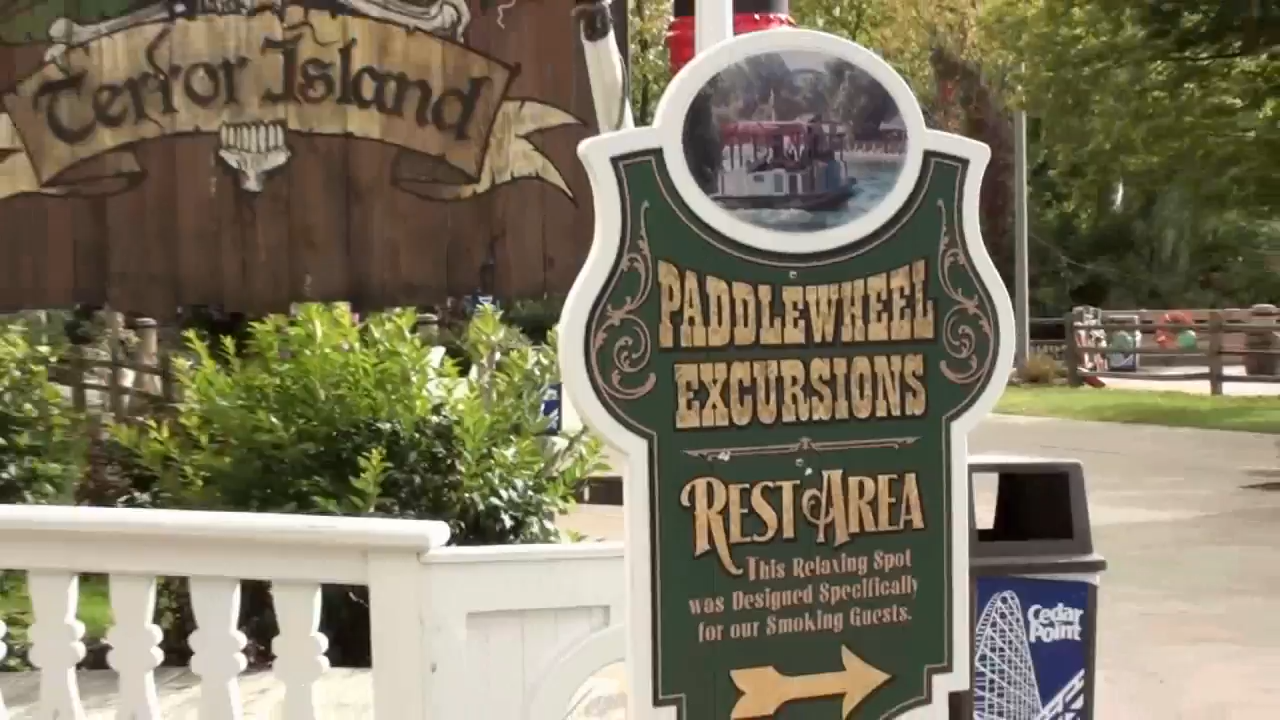 Terror Island
PADDLEWHEEL
EXCURSIONS
REST AREA
This Relaxing Spot
was Designed Specifically
for our Smoking Guests.
Cedar
Point